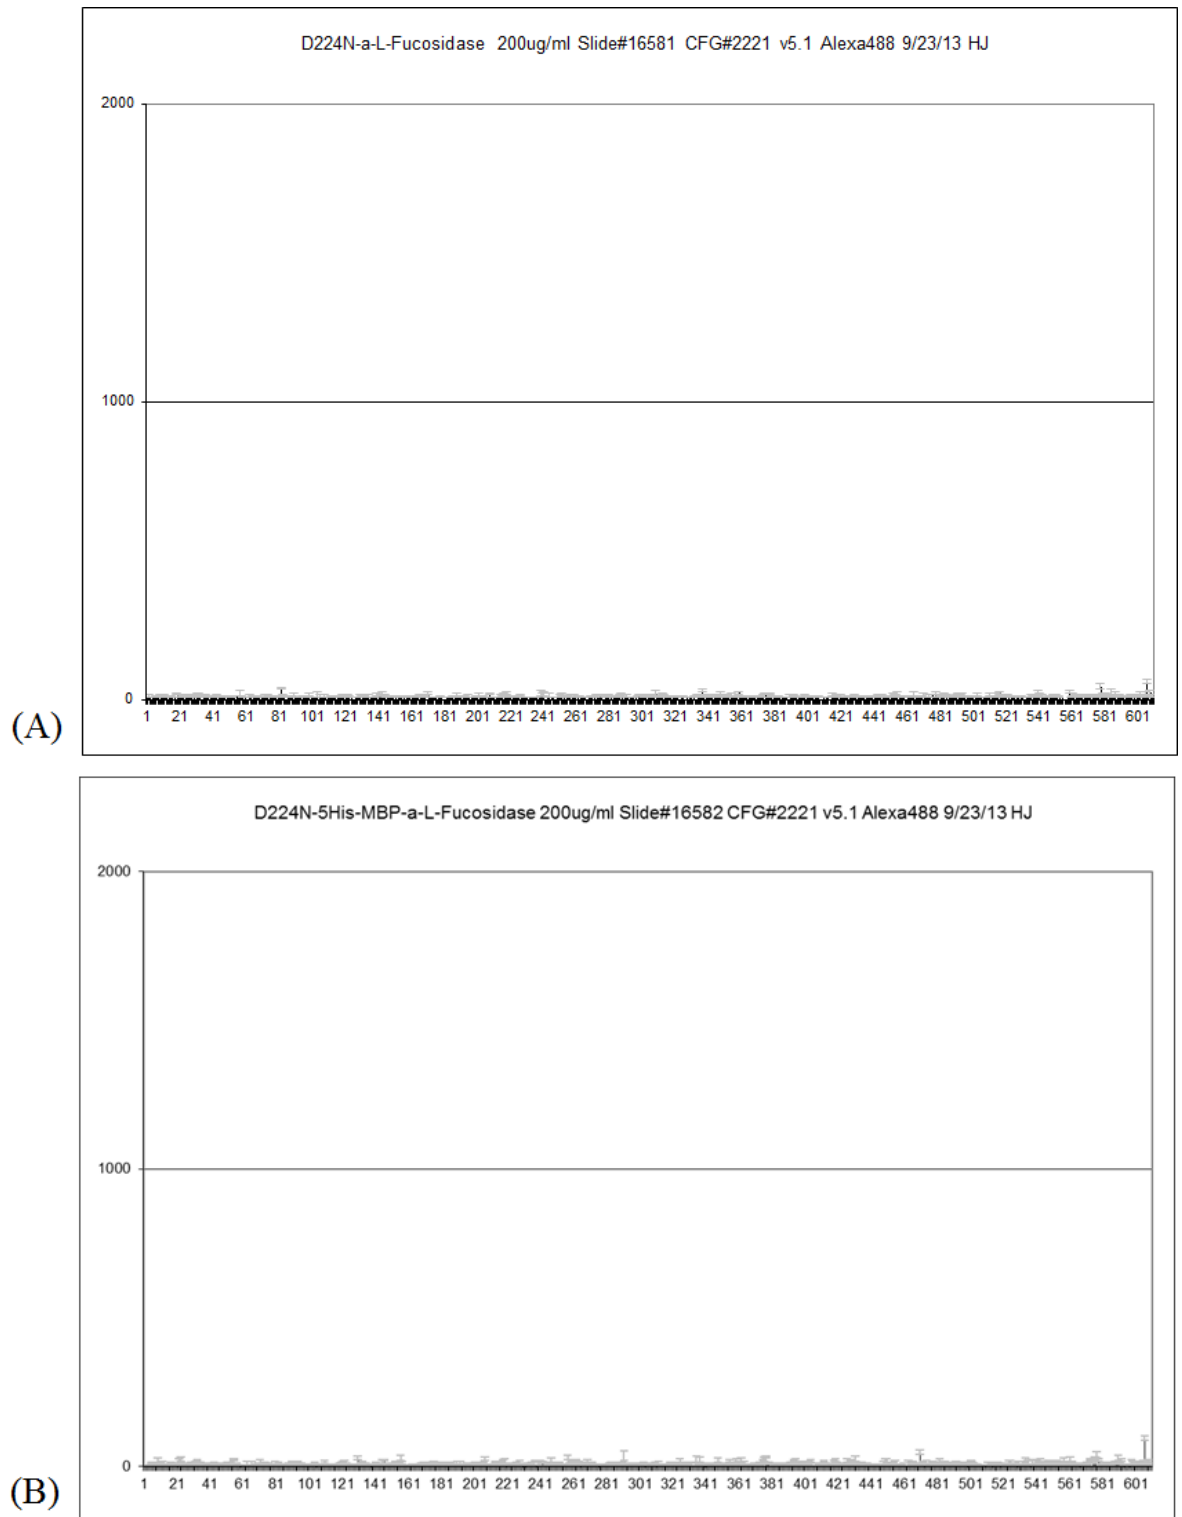 D224N-a-L-Fucosidase 200ug/ml Slide#16581 CFG#2221 v5.1 Alexa488 9/23/13 HJ
2000
1000
0
1 21 41 61 81 101 121 141 161 181 201 221 241 261 281 301 321 341 361 381 401 421 441 461 481 501 521 541 561 581 601
(A)
D224N-5His-MBP-a-L-Fucosidase 200ug/ml Slide#16582 CFG#2221 v5.1 Alexa488 9/23/13 HJ
2000
1000
0
1 21 41 61 81 101 121 141 161 181 201 221 241 261 281 301 321 341 361 381 401 421 441 461 481 501 521 541 561 581 601
(B)